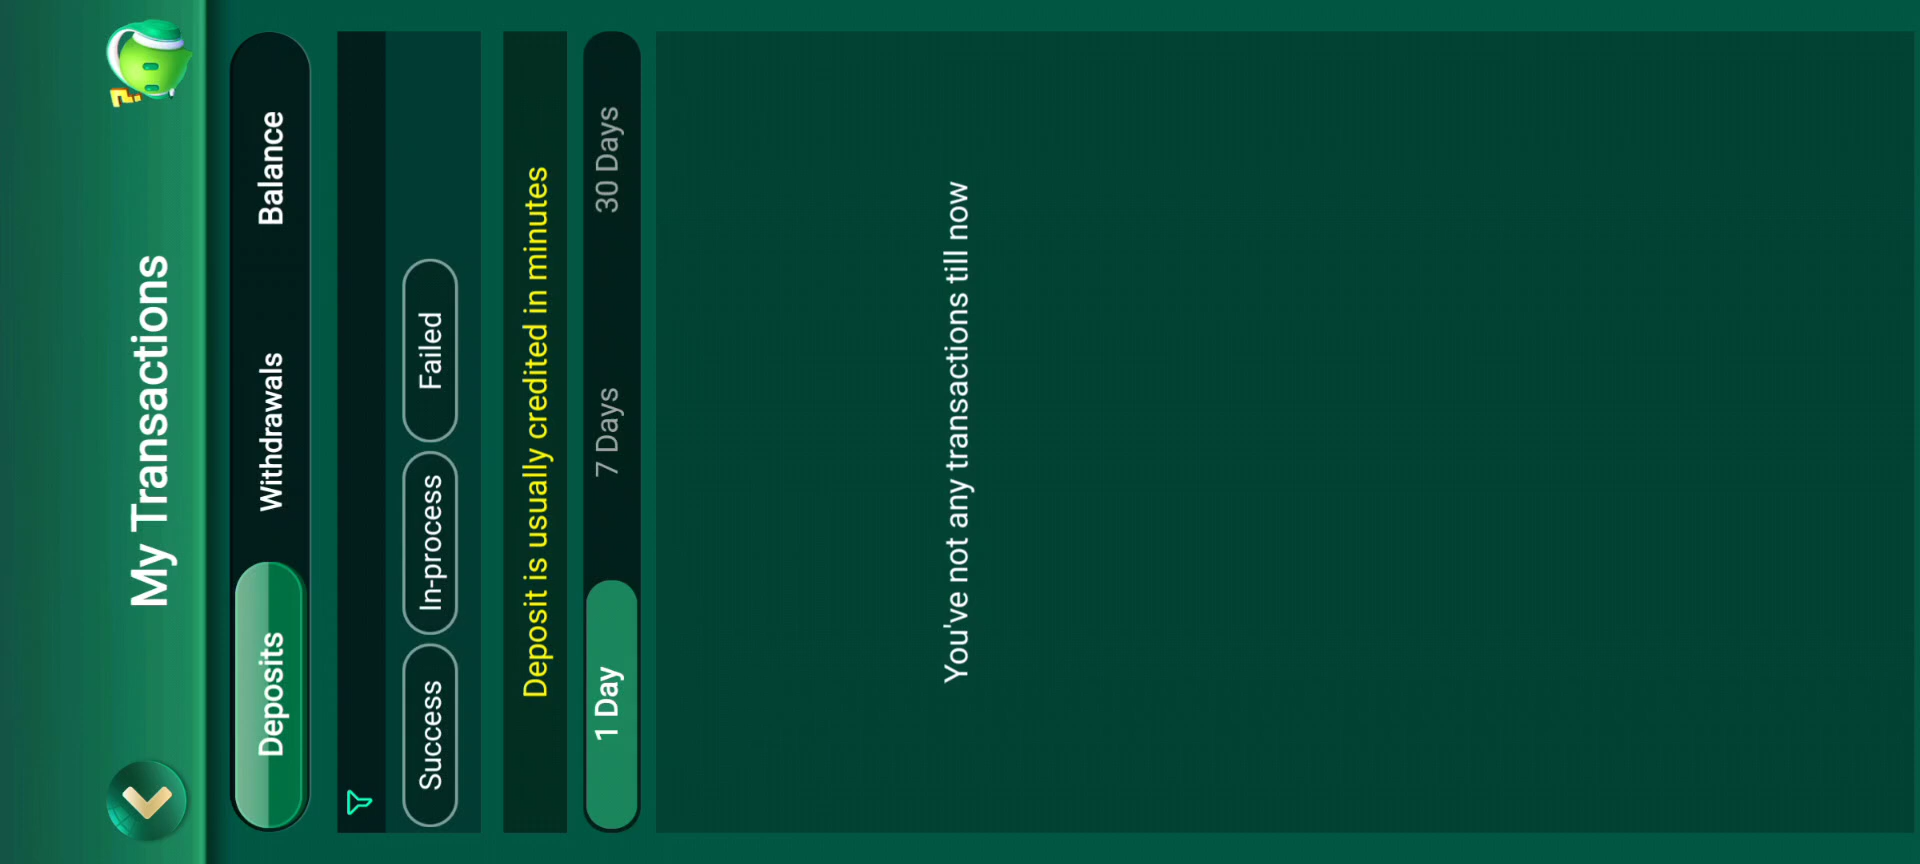 My Transactions
Deposits
Withdrawals
Balance
Success
In-process
Failed
Deposit is usually credited in minutes
1 Day
7 Days
30 Days
You've not any transactions till now